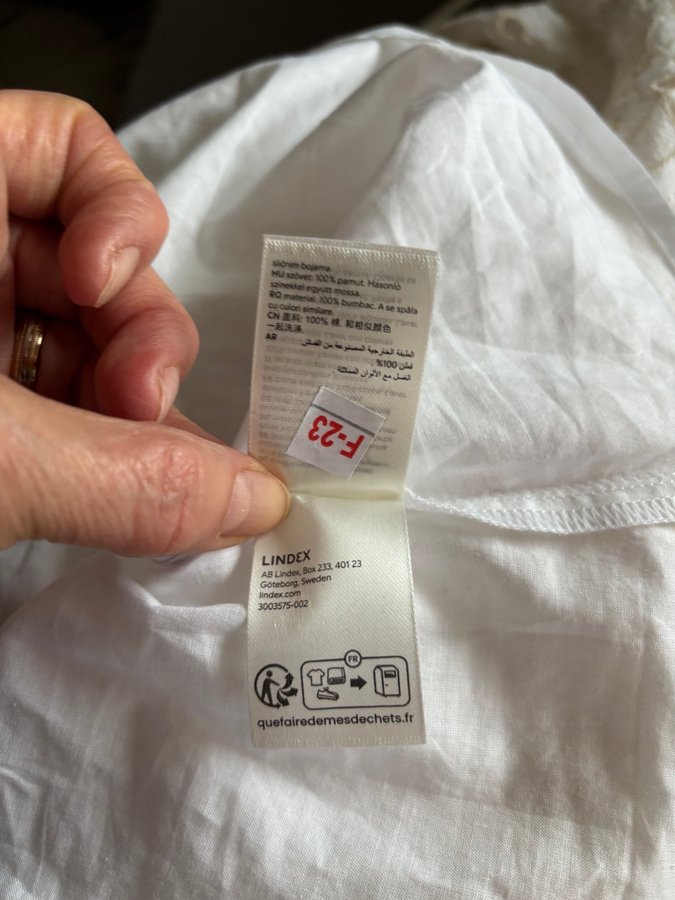 sličnim bojama.
HU szövet: 100% pamut. Hasonló
színekkel együtt mossa.
RO material: 100% bumbac. A se spăla
cu culori similare.
CN 面料: 100% 棉. 和相似颜色
一起洗涤.
AR
الطبقة الخارجية المصنوعة من القماش:
قطن 100%.
الغسل مع الألوان المماثلة.
F-23
LINDEX
AB Lindex, Box 233, 401 23
Göteborg, Sweden
lindex.com
3003575-002
FR
quefairedemesdechets.fr